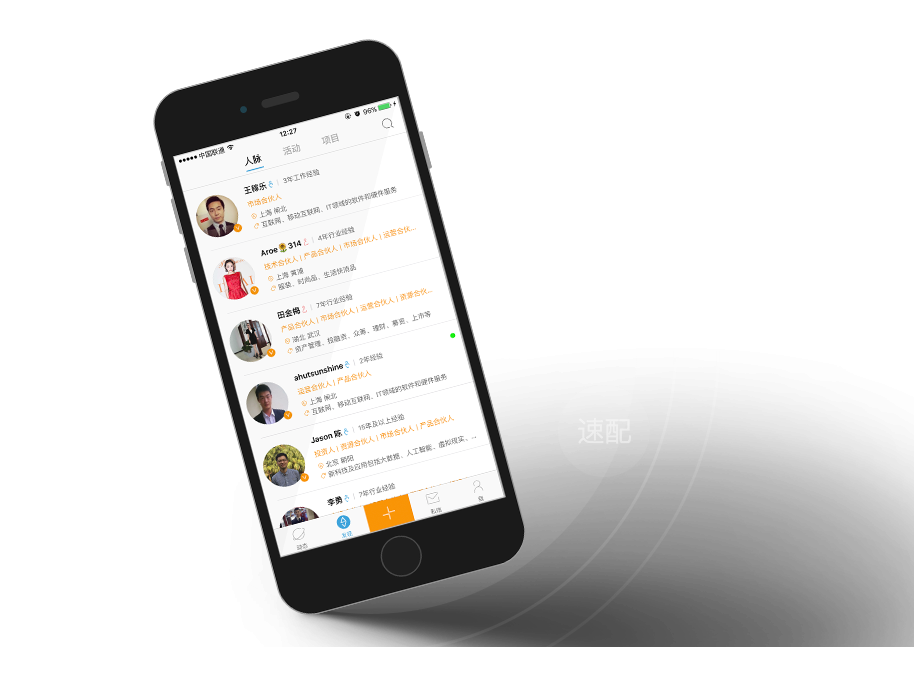 中国联通 12:27 96%
人脉 活动 项目
王稼乐 3年工作经验
市场合伙人
上海 闸北
互联网、移动互联网、IT领域的软件和硬件服务
Aroe 314 4年行业经验
技术合伙人 | 产品合伙人 | 市场合伙人 | 运营合伙...
上海 黄浦
服装、时尚品、生活快消品
7年行业经验
产品合伙人 | 市场合伙人 | 运营合伙人 | 资源合伙...
湖北 武汉
资产管理、投融资、众筹、理财、募资、上市等
ahutsunshine 2年经验
运营合伙人 | 产品合伙人
上海 闸北
互联网、移动互联网、IT领域的软件和硬件服务
速配
Jason 陈 15年及以上经验
投资人 | 资源合伙人 | 市场合伙人 | 产品合伙人
北京 朝阳
新科技及应用包括大数据、人工智能、虚拟现实、...
李勇 7年行业经验
动态 发现 私信 我